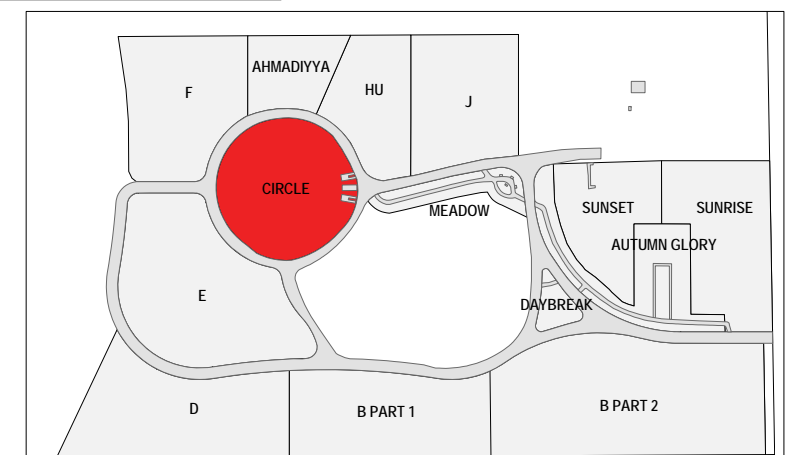 AHMADIYYA
F
HU
J
CIRCLE
MEADOW
SUNSET
SUNRISE
AUTUMN GLORY
E
DAYBREAK
D
B PART 1
B PART 2